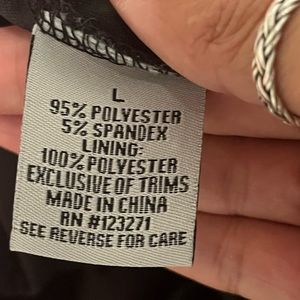 L
95% POLYESTER
5% SPANDEX
LINING:
100% POLYESTER
EXCLUSIVE OF TRIMS
MADE IN CHINA
RN #123271
SEE REVERSE FOR CARE